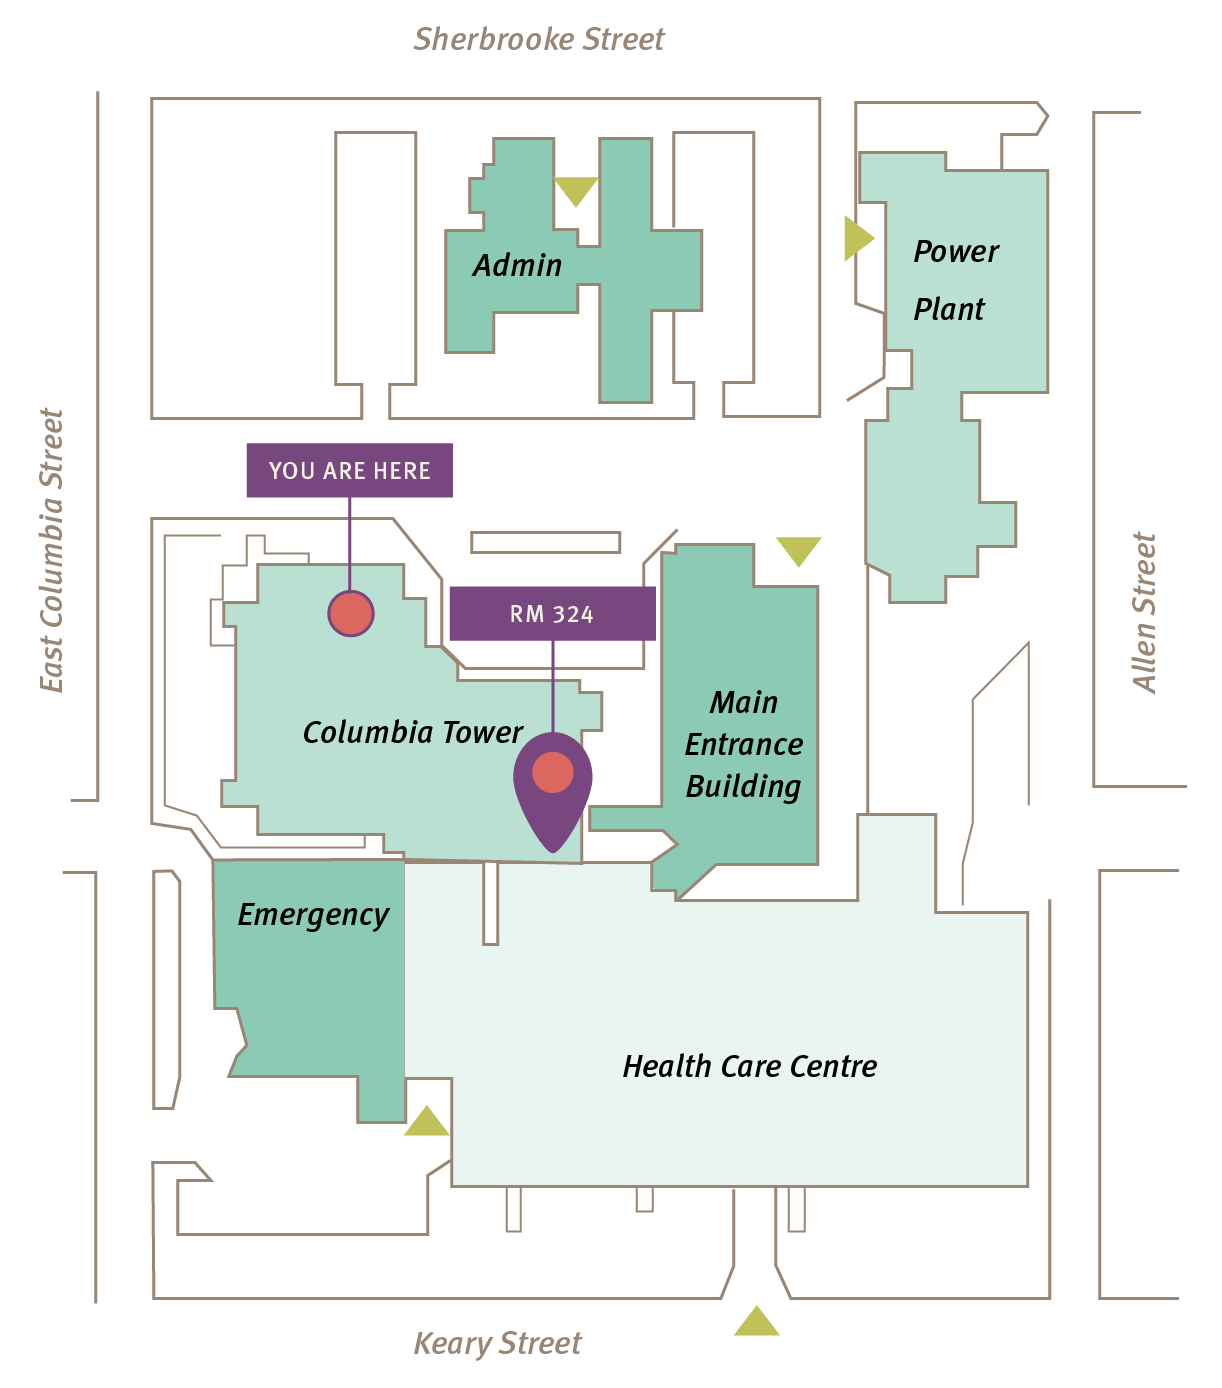 Sherbrooke Street
Admin
Power
Plant
East Columbia Street
YOU ARE HERE
Allen Street
RM 324
Columbia Tower
Main
Entrance
Building
Emergency
Health Care Centre
Keary Street